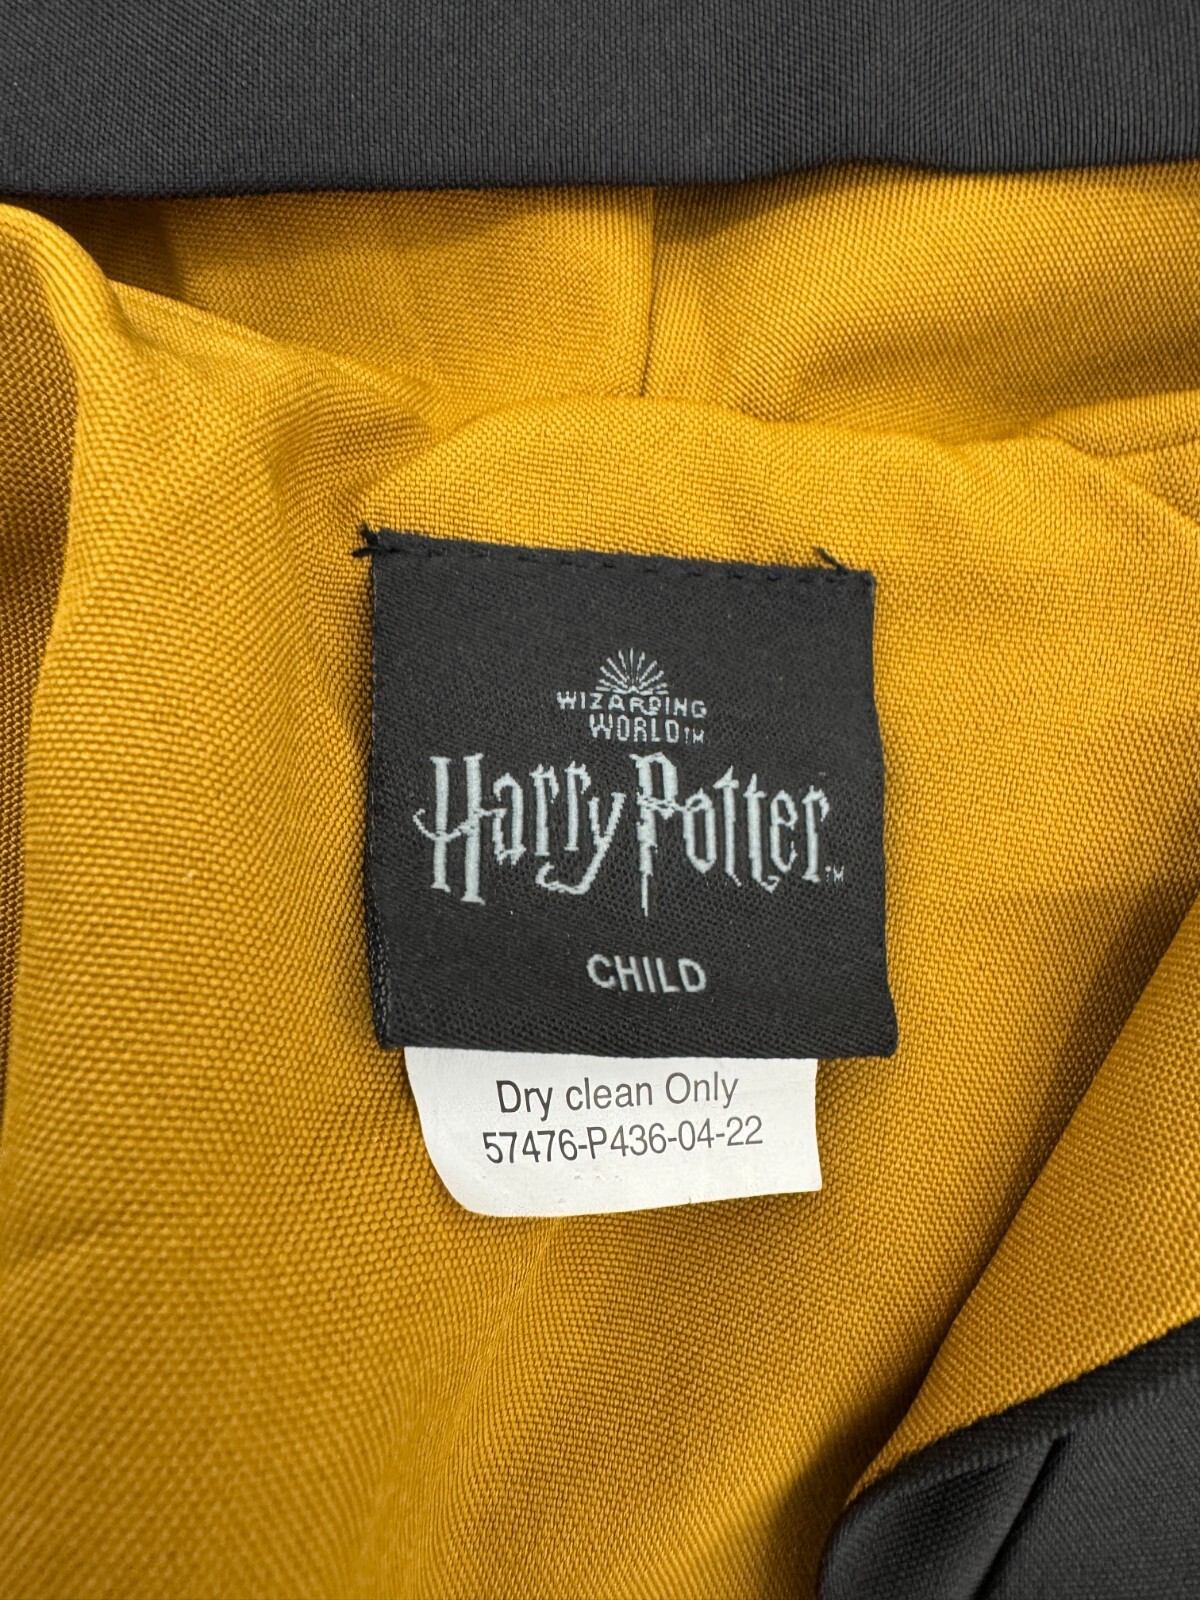 WIZARDING
WORLD™
Harry Potter™
CHILD
Dry clean Only
57476-P436-04-22